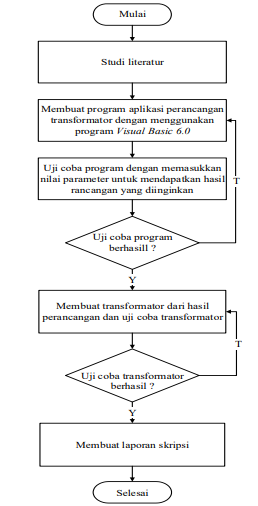 Mulai
Studi literatur
Membuat program aplikasi perancangan
transformator dengan menggunakan
program Visual Basic 6.0
Uji coba program dengan memasukkan
nilai parameter untuk mendapatkan hasil
rancangan yang diinginkan
T
Uji coba program
berhasill ?
Y
Membuat transformator dari hasil
perancangan dan uji coba transformator
T
Uji coba transformator
berhasil ?
Y
Membuat laporan skripsi
Selesai